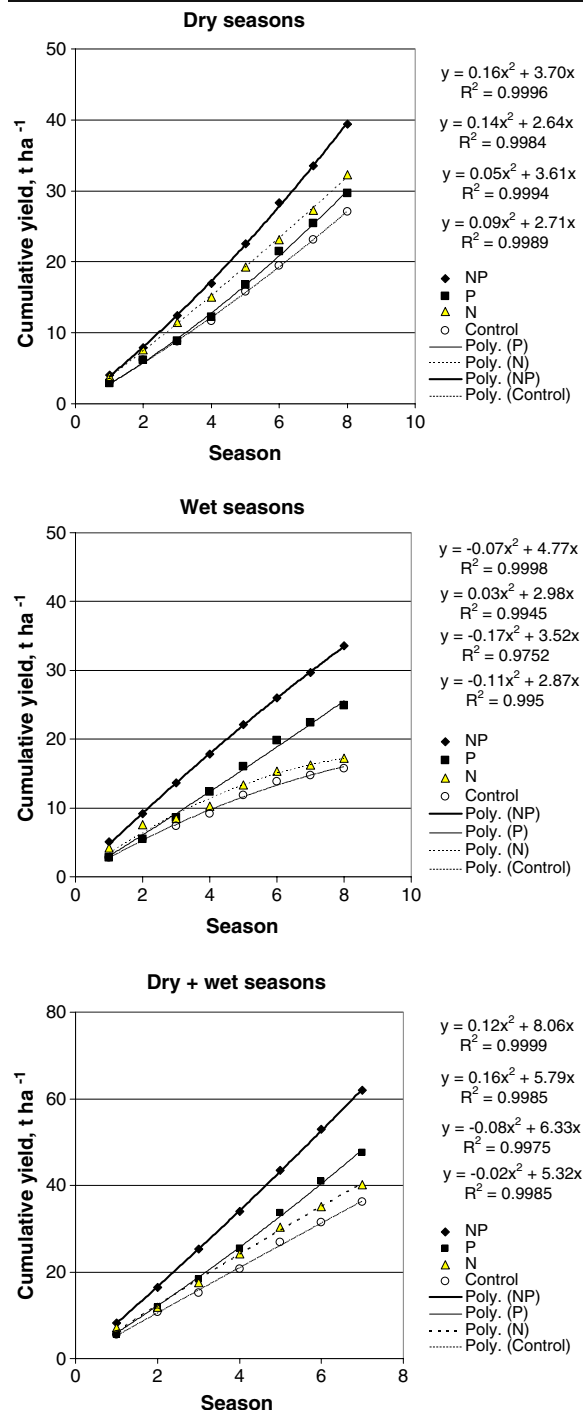 Dry seasons
50
40
30
20
10
0
0 2 4 6 8 10
Cumulative yield, t ha ⁻¹
Season
y = 0.16x² + 3.70x
R² = 0.9996
y = 0.14x² + 2.64x
R² = 0.9984
y = 0.05x² + 3.61x
R² = 0.9994
y = 0.09x² + 2.71x
R² = 0.9989
NP
P
N
Control
Poly. (P)
Poly. (N)
Poly. (NP)
Poly. (Control)
Wet seasons
50
40
30
20
10
0
0 2 4 6 8 10
Cumulative yield, t ha ⁻¹
Season
y = -0.07x² + 4.77x
R² = 0.9998
y = 0.03x² + 2.98x
R² = 0.9945
y = -0.17x² + 3.52x
R² = 0.9752
y = -0.11x² + 2.87x
R² = 0.995
NP
P
N
Control
Poly. (NP)
Poly. (P)
Poly. (N)
Poly. (Control)
Dry + wet seasons
80
60
40
20
0
0 2 4 6 8
Cumulative yield, t ha ⁻¹
Season
y = 0.12x² + 8.06x
R² = 0.9999
y = 0.16x² + 5.79x
R² = 0.9985
y = -0.08x² + 6.33x
R² = 0.9975
y = -0.02x² + 5.32x
R² = 0.9985
NP
P
N
Control
Poly. (NP)
Poly. (P)
Poly. (N)
Poly. (Control)